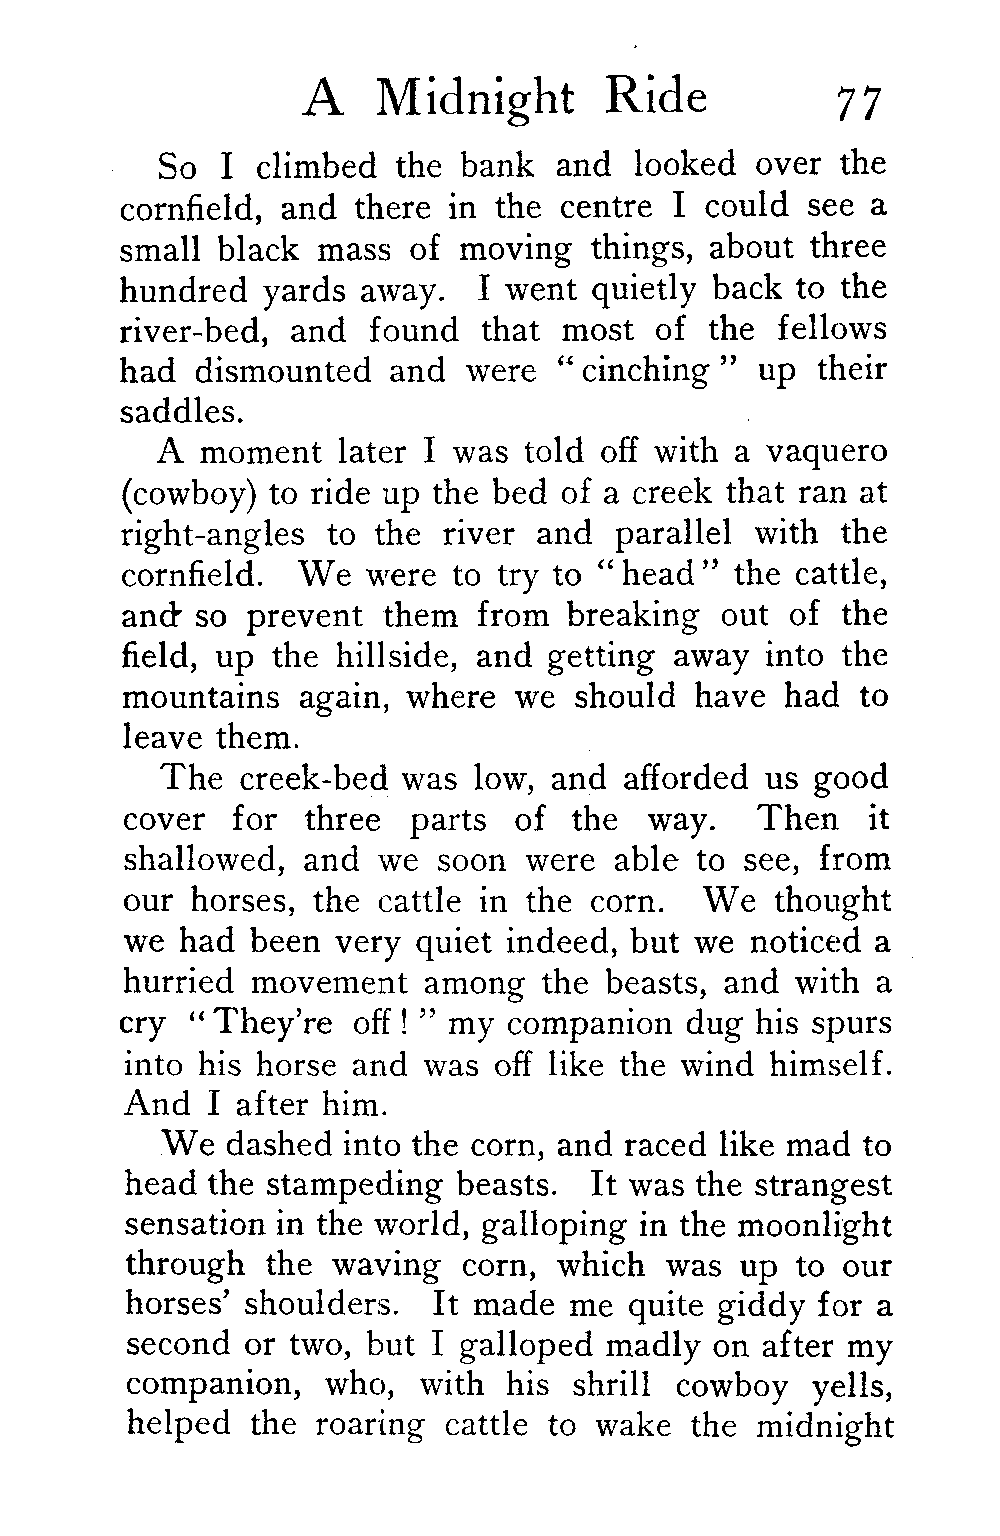 A Midnight Ride 77
So I climbed the bank and looked over the
cornfield, and there in the centre I could see a
small black mass of moving things, about three
hundred yards away. I went quietly back to the
river-bed, and found that most of the fellows
had dismounted and were “cinching” up their
saddles.
A moment later I was told off with a vaquero
(cowboy) to ride up the bed of a creek that ran at
right-angles to the river and parallel with the
cornfield. We were to try to “head” the cattle,
and so prevent them from breaking out of the
field, up the hillside, and getting away into the
mountains again, where we should have had to
leave them.
The creek-bed was low, and afforded us good
cover for three parts of the way. Then it
shallowed, and we soon were able to see, from
our horses, the cattle in the corn. We thought
we had been very quiet indeed, but we noticed a
hurried movement among the beasts, and with a
cry “They’re off!” my companion dug his spurs
into his horse and was off like the wind himself.
And I after him.
We dashed into the corn, and raced like mad to
head the stampeding beasts. It was the strangest
sensation in the world, galloping in the moonlight
through the waving corn, which was up to our
horses’ shoulders. It made me quite giddy for a
second or two, but I galloped madly on after my
companion, who, with his shrill cowboy yells,
helped the roaring cattle to wake the midnight